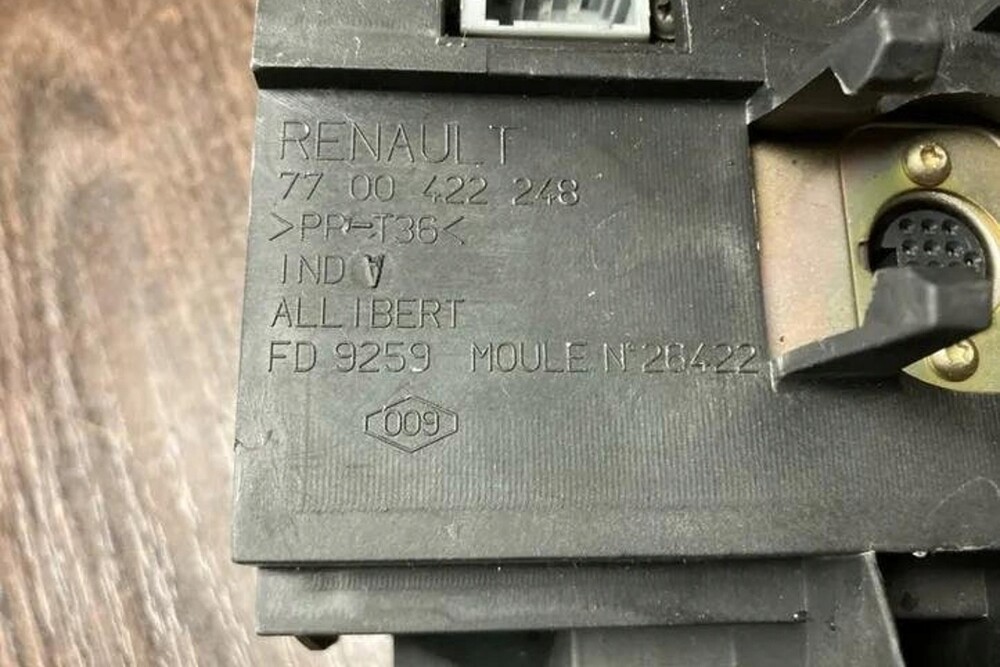 RENAULT
77 00 422 248
>PP-T36<
IND A
ALLIBERT
FD 9259 MOULE N°26422
009